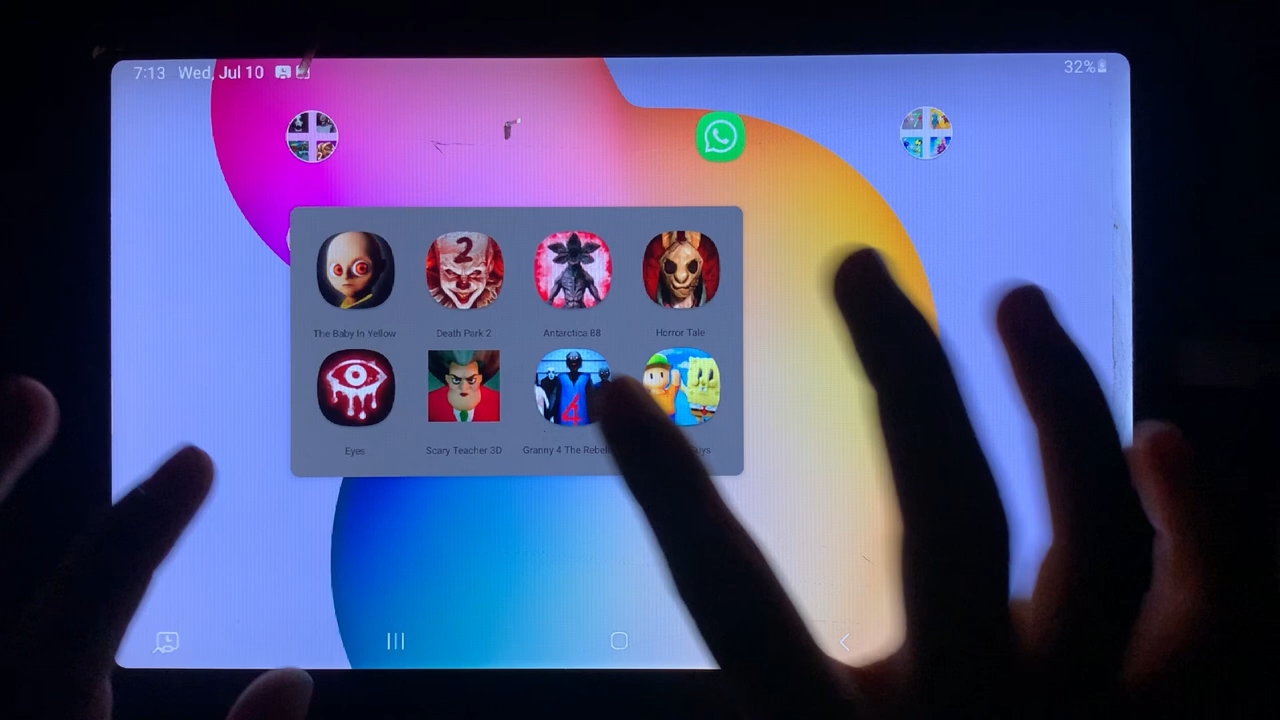 7:13 Wed, Jul 10
32%
2
The Baby In Yellow
Death Park 2
Antarctica 88
Horror Tale
4
Eyes
Scary Teacher 3D
Granny 4 The